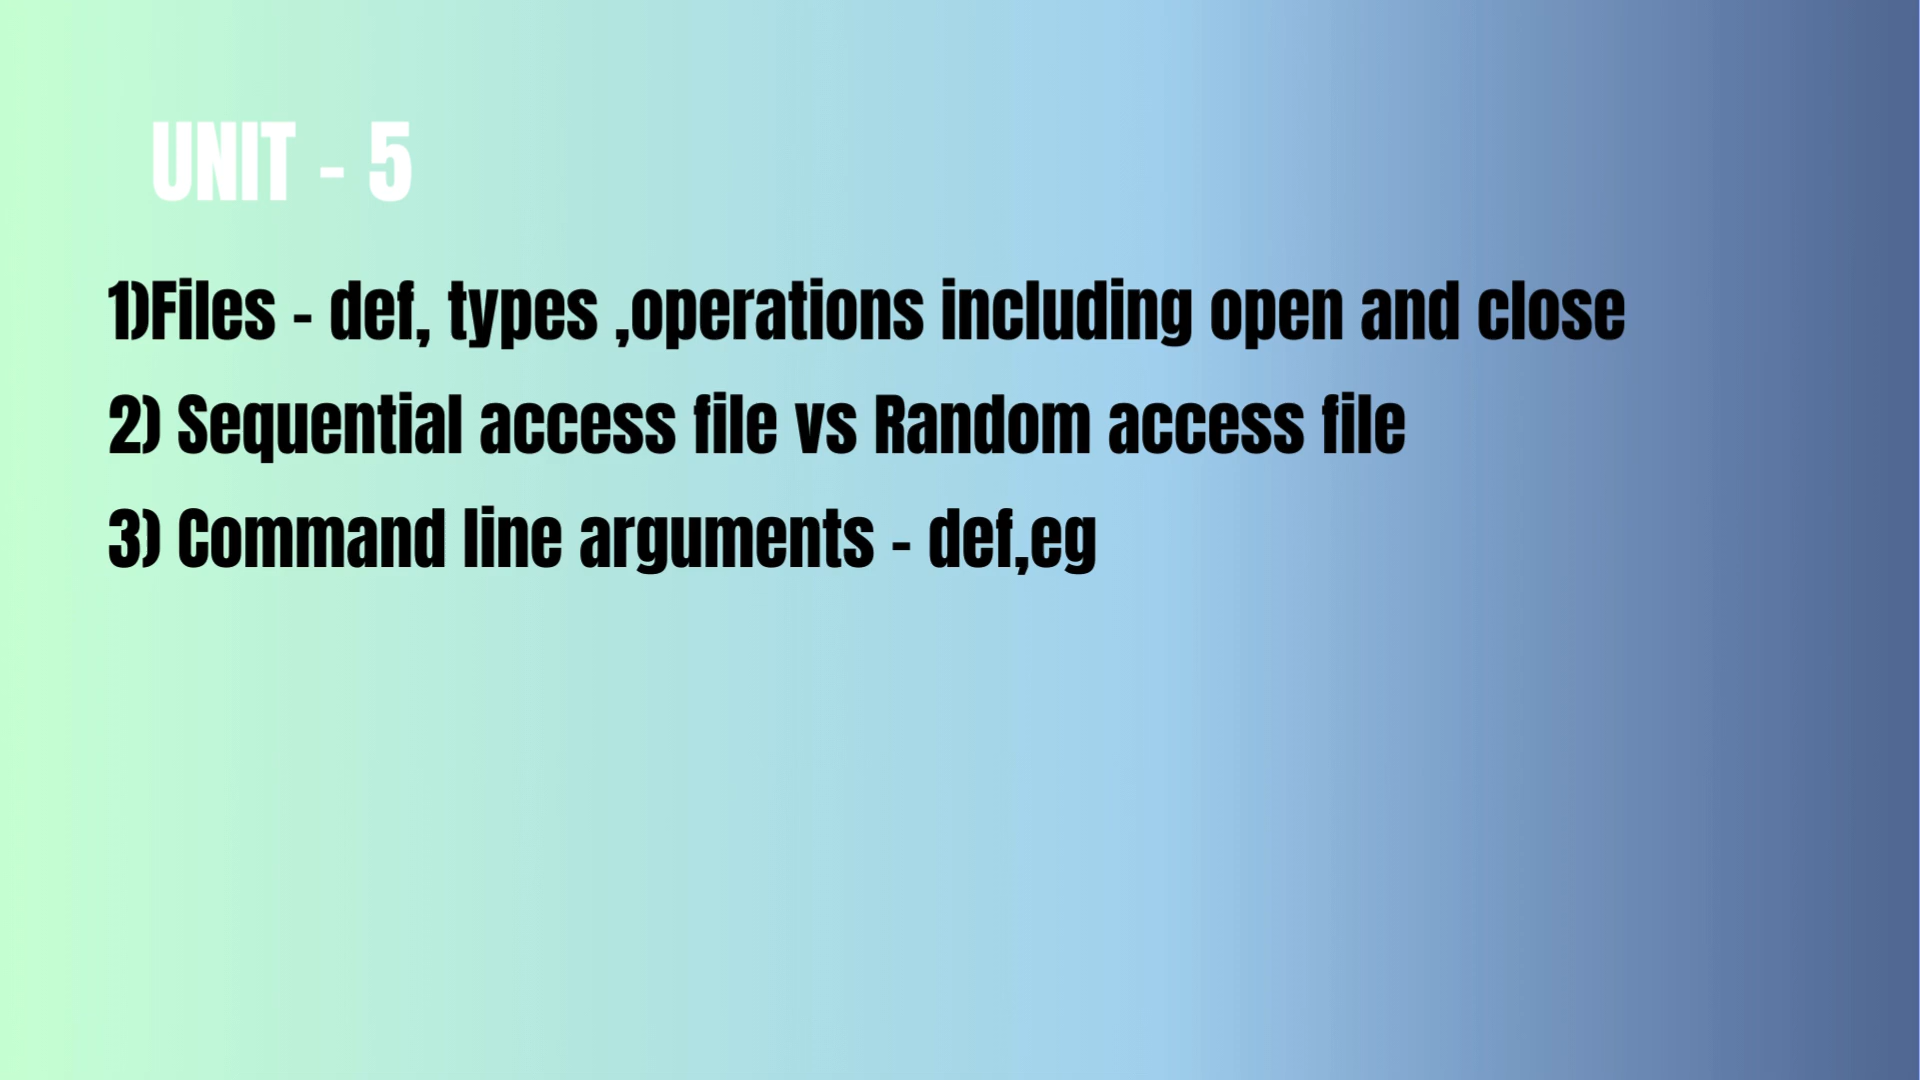 UNIT - 5
1)Files - def, types ,operations including open and close
2) Sequential access file vs Random access file
3) Command line arguments - def,eg